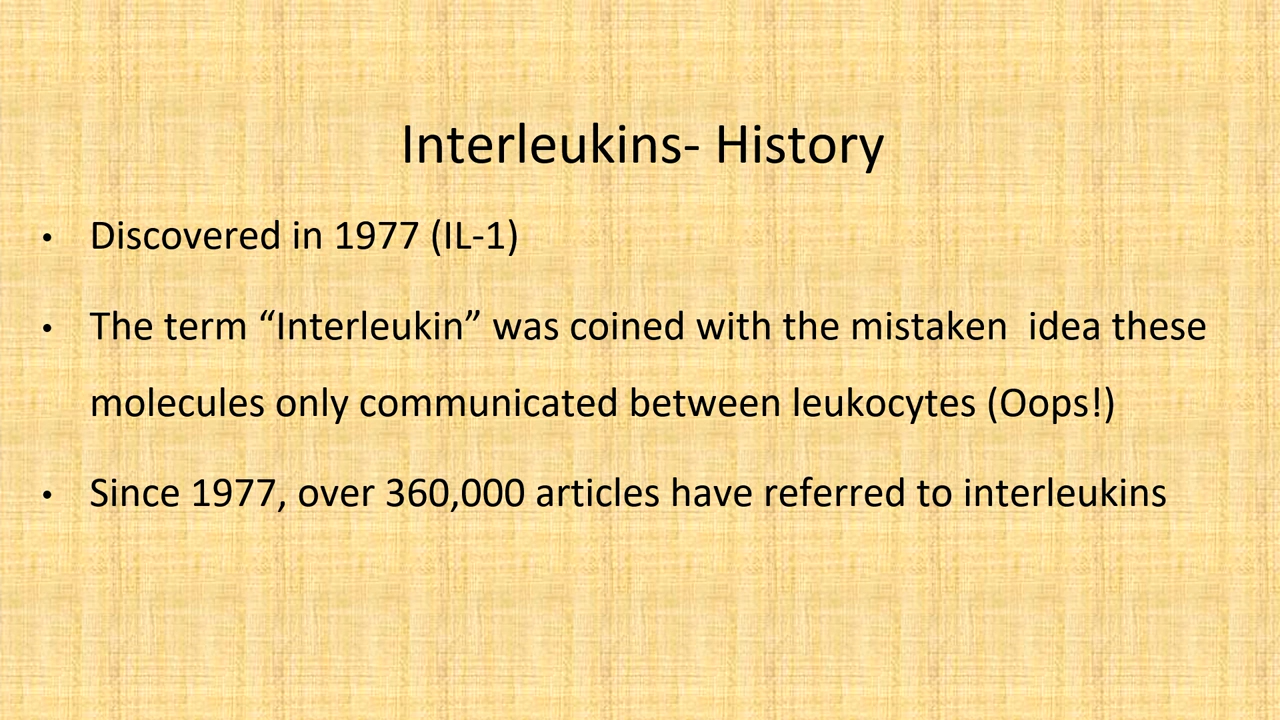 Interleukins- History
• Discovered in 1977 (IL-1)
• The term “Interleukin” was coined with the mistaken  idea these
molecules only communicated between leukocytes (Oops!)
• Since 1977, over 360,000 articles have referred to interleukins